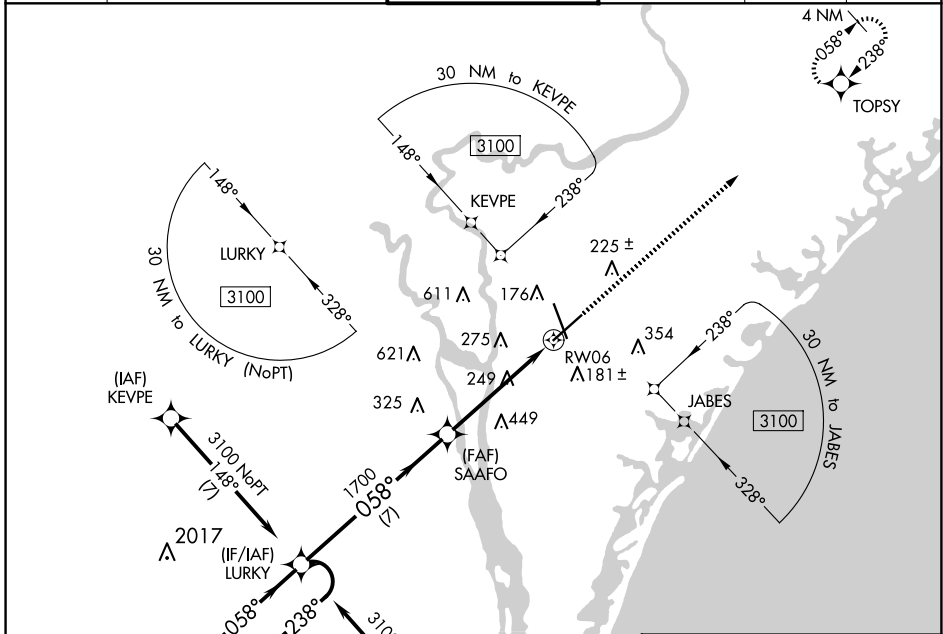 4 NM
058°
238°
TOPSY
30 NM to KEVPE
3100
148°
238°
KEVPE
148°
LURKY
3100
328°
30 NM to LURKY (NoPT)
225 ±
611
176
275
354
RW06
621
249
181 ±
325
449
238°
JABES
3100
30 NM to JABES
328°
(IAF)
KEVPE
3100 NoPT
148°
(7)
(FAF)
SAAFO
1700
058°
(7)
2017
(IF/IAF)
LURKY
058°
238°